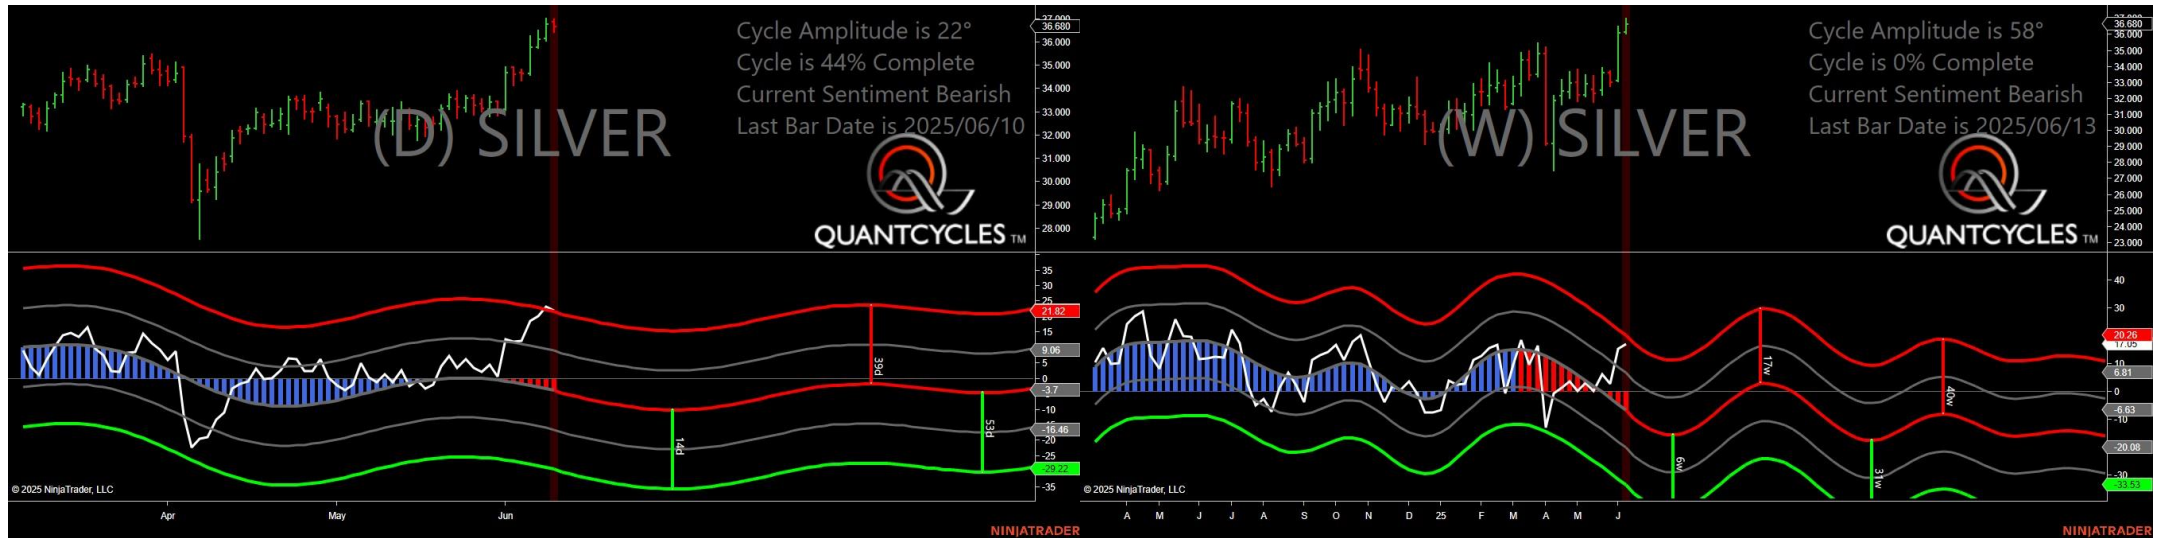 Cycle Amplitude is 22°
Cycle is 44% Complete
Current Sentiment Bearish
Last Bar Date is 2025/06/10
(D) SILVER
QUANTCYCLES TM
37.000
36.680
36.000
35.000
34.000
33.000
32.000
31.000
30.000
29.000
28.000
35
30
25
21.82
15
9.06
5
0
-3.7
-10
-16.46
-20
-25
-29.22
-35
39d
14d
53d
© 2025 NinjaTrader, LLC
Apr
May
Jun
NINJATRADER
Cycle Amplitude is 58°
Cycle is 0% Complete
Current Sentiment Bearish
Last Bar Date is 2025/06/13
(W) SILVER
QUANTCYCLES TM
36.680
36.000
35.000
34.000
33.000
32.000
31.000
30.000
29.000
28.000
27.000
26.000
25.000
24.000
23.000
40
30
20.26
17.05
10
6.81
0
-6.63
-10
-20.08
-30
-33.53
17w
40w
6w
31w
© 2025 NinjaTrader, LLC
A M J J A S O N D 25 F M A M J
NINJATRADER